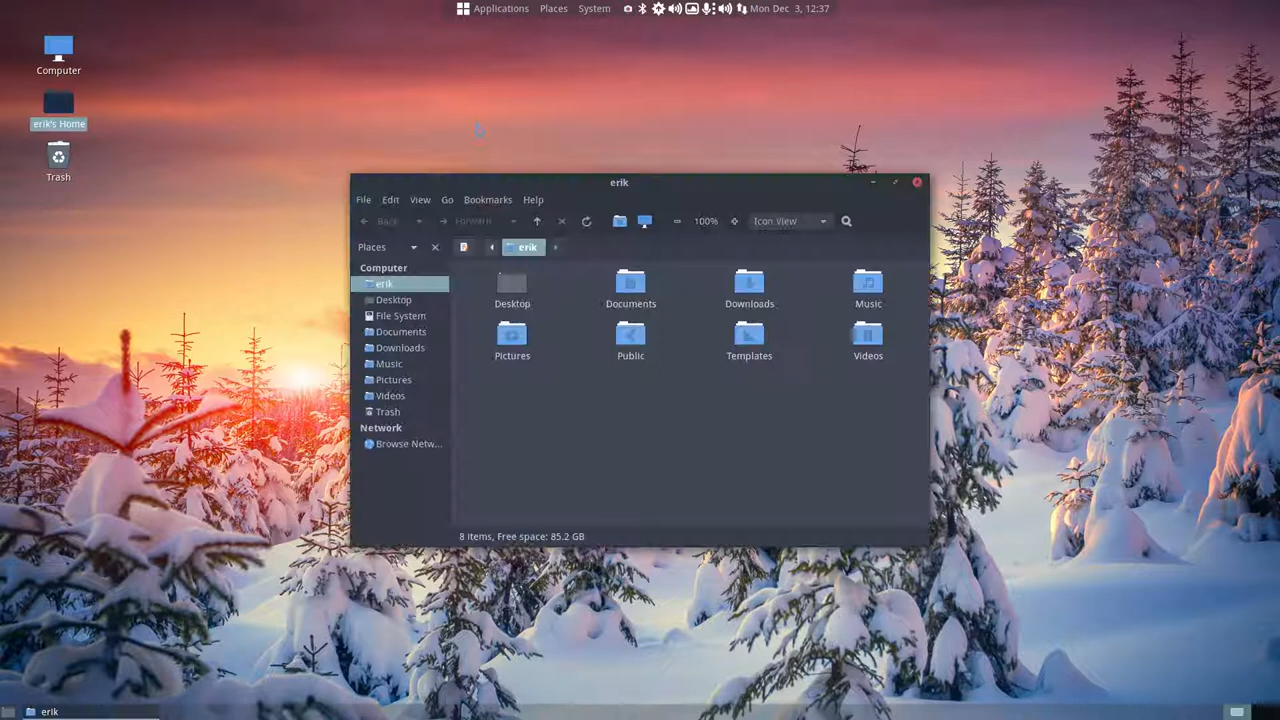 Applications Places System Mon Dec 3, 12:37
Computer
erik's Home
Trash
erik
File Edit View Go Bookmarks Help
Back Forward 100% Icon View
Places erik
Computer
erik
Desktop
File System
Documents
Downloads
Music
Pictures
Videos
Trash
Network
Browse Netw...
Desktop Documents Downloads Music
Pictures Public Templates Videos
8 items, Free space: 85.2 GB
erik